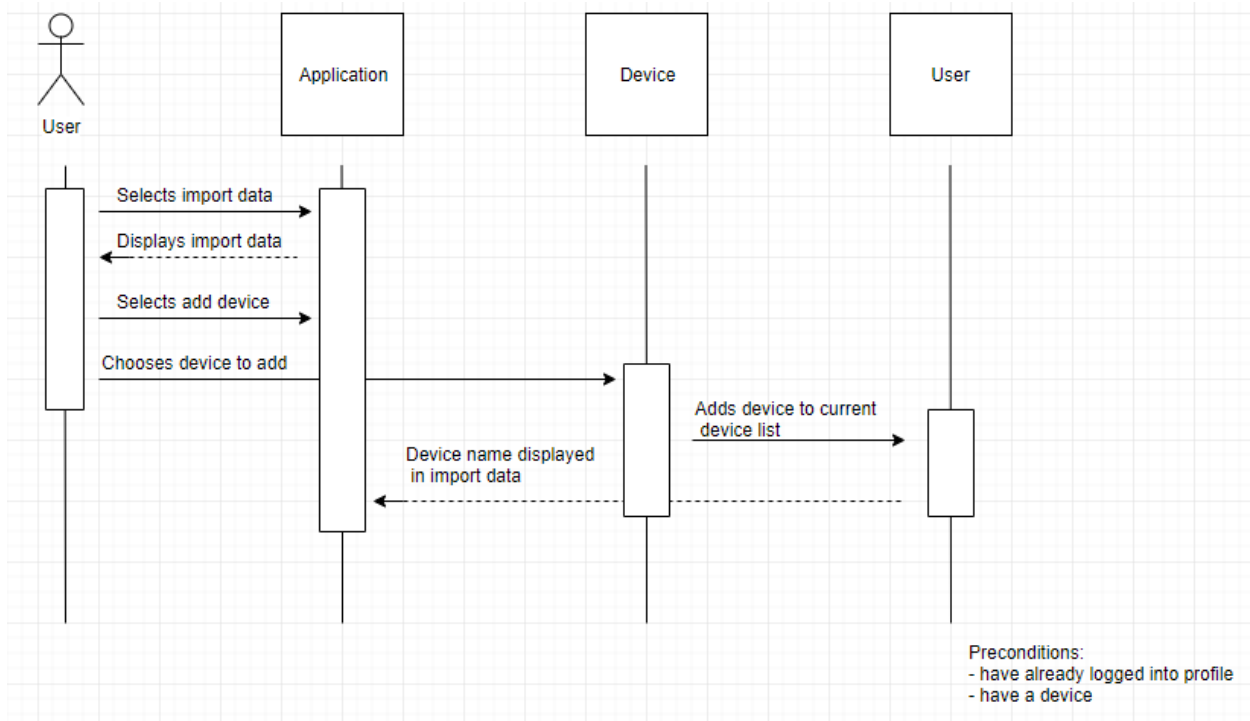 User
Application
Device
User
Selects import data
Displays import data
Selects add device
Chooses device to add
Adds device to current
device list
Device name displayed
in import data
Preconditions:
- have already logged into profile
- have a device